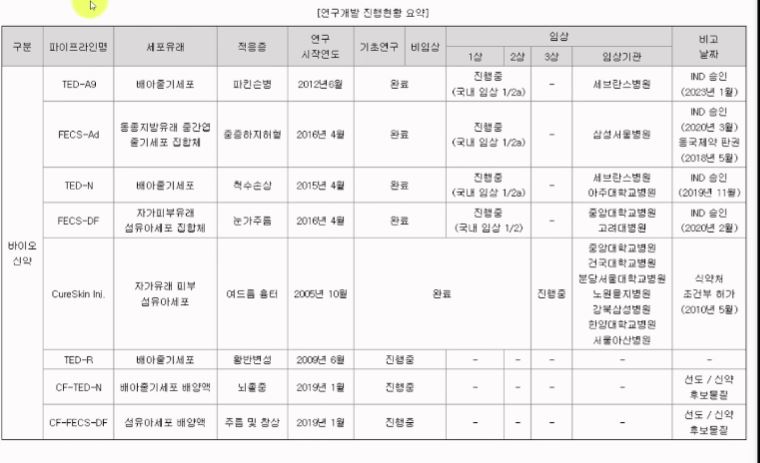 [연구개발 진행현황 요약]
구분 파이프라인명 세포유래 적응증 연구 시작연도 기초연구 비임상 임상 비고 날짜
1상 2상 3상 임상기관
바이오 신약
TED-A9 배아줄기세포 파킨슨병 2012년6월 완료 진행중 (국내 임상 1/2a) - 세브란스병원 IND 승인 (2023년 1월)
FECS-Ad 동종지방유래 중간엽 줄기세포 집합체 중증하지허혈 2016년 4월 완료 진행중 (국내 임상 1/2a) - 삼성서울병원 IND 승인 (2020년 3월) 동국제약 판권 (2018년 5월)
TED-N 배아줄기세포 척수손상 2015년 4월 완료 진행중 (국내 임상 1/2a) - 세브란스병원 아주대학교병원 IND 승인 (2019년 11월)
FECS-DF 자가피부유래 섬유아세포 집합체 눈가주름 2016년 4월 완료 진행중 (국내 임상 1/2) - 중앙대학교병원 고려대병원 IND 승인 (2020년 2월)
CureSkin Inj. 자가유래 피부 섬유아세포 여드름 흉터 2005년 10월 완료 진행중 중앙대학교병원 건국대학교병원 분당서울대학교병원 노원을지병원 강북삼성병원 한양대학교병원 서울아산병원 식약처 조건부 허가 (2010년 5월)
TED-R 배아줄기세포 황반변성 2009년 6월 진행중 - - - - -
CF-TED-N 배아줄기세포 배양액 뇌졸중 2019년 1월 진행중 - - - - 선도 / 신약 후보물질
CF-FECS-DF 섬유아세포 배양액 주름 및 창상 2019년 1월 진행중 - - - - 선도 / 신약 후보물질